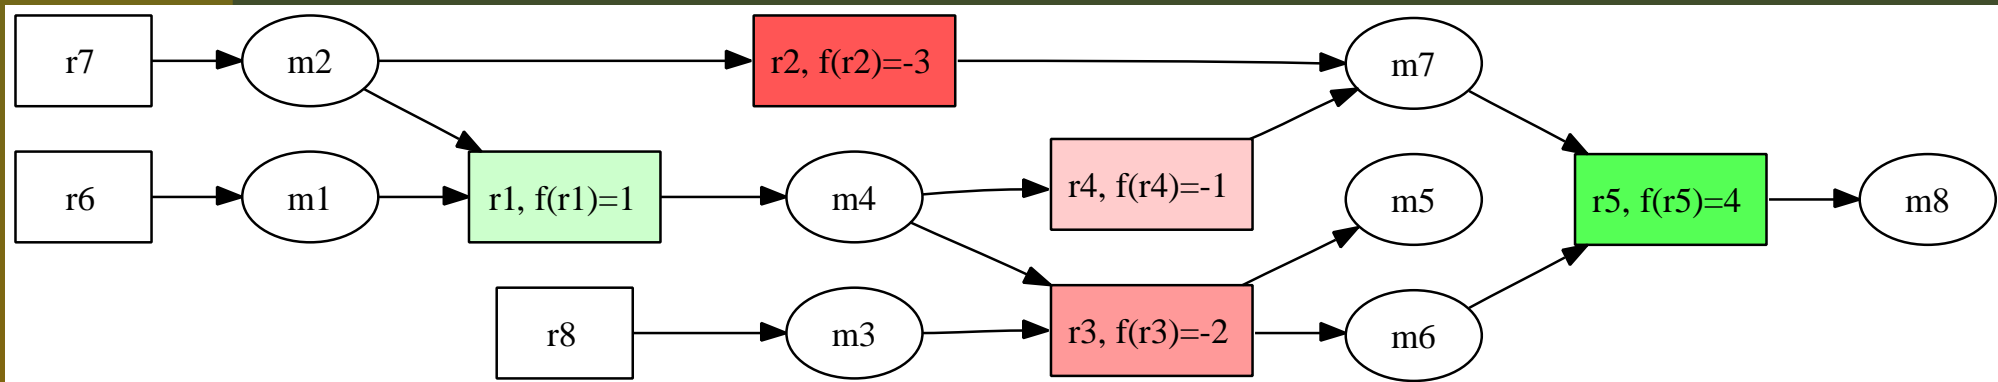 r7
m2
r2, f(r2)=-3
m7
r6
m1
r1, f(r1)=1
m4
r4, f(r4)=-1
m5
r5, f(r5)=4
m8
r8
m3
r3, f(r3)=-2
m6